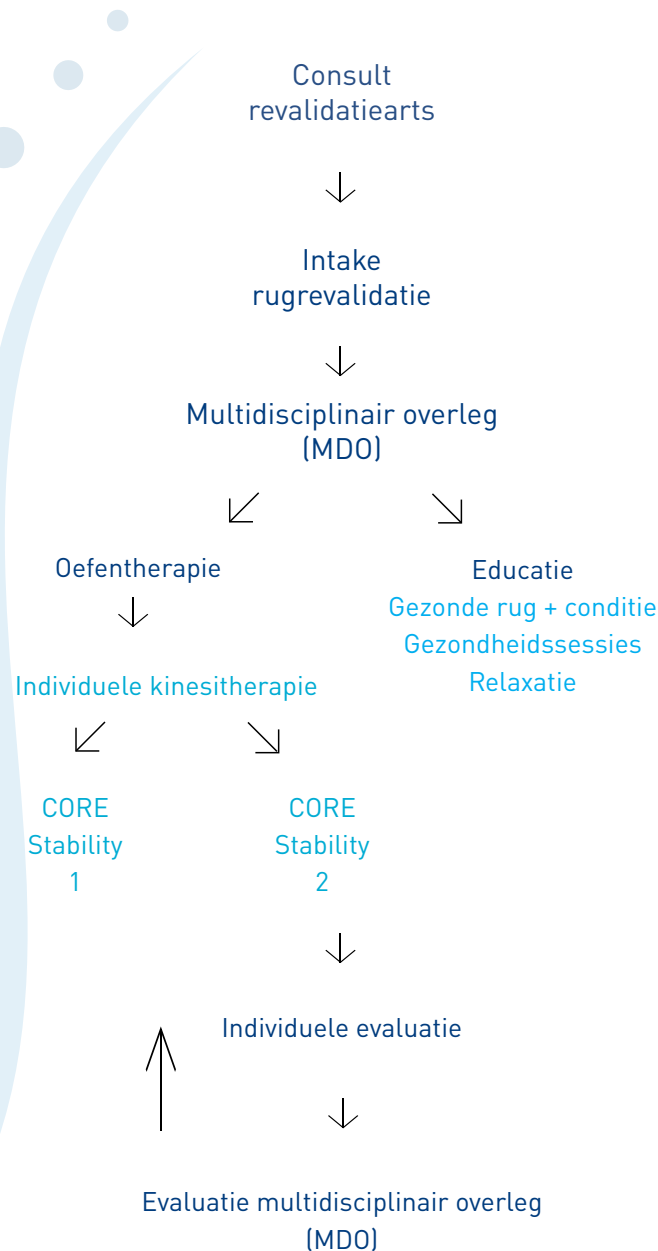 Consult
revalidatiearts
Intake
rugrevalidatie
Multidisciplinair overleg
(MDO)
Oefentherapie
Educatie
Gezonde rug + conditie
Gezondheidssessies
Relaxatie
Individuele kinesitherapie
CORE
Stability
1
CORE
Stability
2
Individuele evaluatie
Evaluatie multidisciplinair overleg
(MDO)